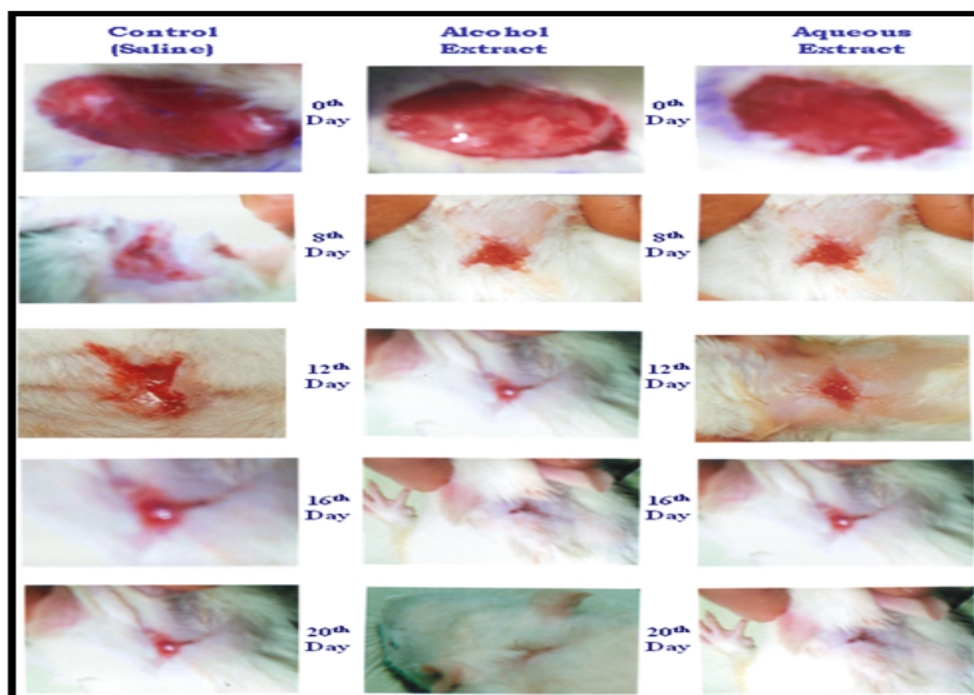 Control
(Saline)
Alcohol
Extract
Aqueous
Extract
0th
Day
0th
Day
8th
Day
8th
Day
12th
Day
12th
Day
16th
Day
16th
Day
20th
Day
20th
Day